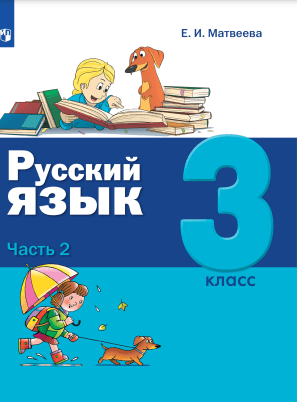 Е. И. Матвеева
Русский
язык
3
класс
Часть 2